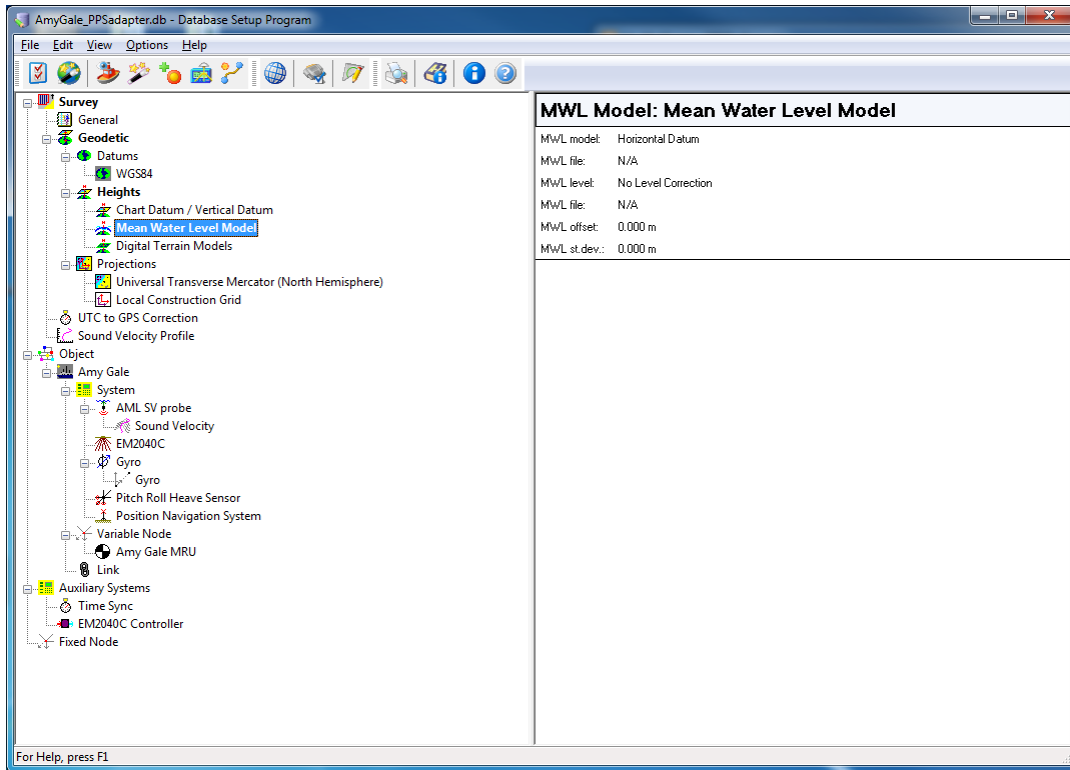 AmyGale_PPSadapter.db - Database Setup Program
File Edit View Options Help
Survey
General
Geodetic
Datums
WGS84
Heights
Chart Datum / Vertical Datum
Mean Water Level Model
Digital Terrain Models
Projections
Universal Transverse Mercator (North Hemisphere)
Local Construction Grid
UTC to GPS Correction
Sound Velocity Profile
Object
Amy Gale
System
AML SV probe
Sound Velocity
EM2040C
Gyro
Gyro
Pitch Roll Heave Sensor
Position Navigation System
Variable Node
Amy Gale MRU
Link
Auxiliary Systems
Time Sync
EM2040C Controller
Fixed Node
MWL Model: Mean Water Level Model
MWL model: Horizontal Datum
MWL file: N/A
MWL level: No Level Correction
MWL file: N/A
MWL offset: 0.000 m
MWL st.dev.: 0.000 m
For Help, press F1